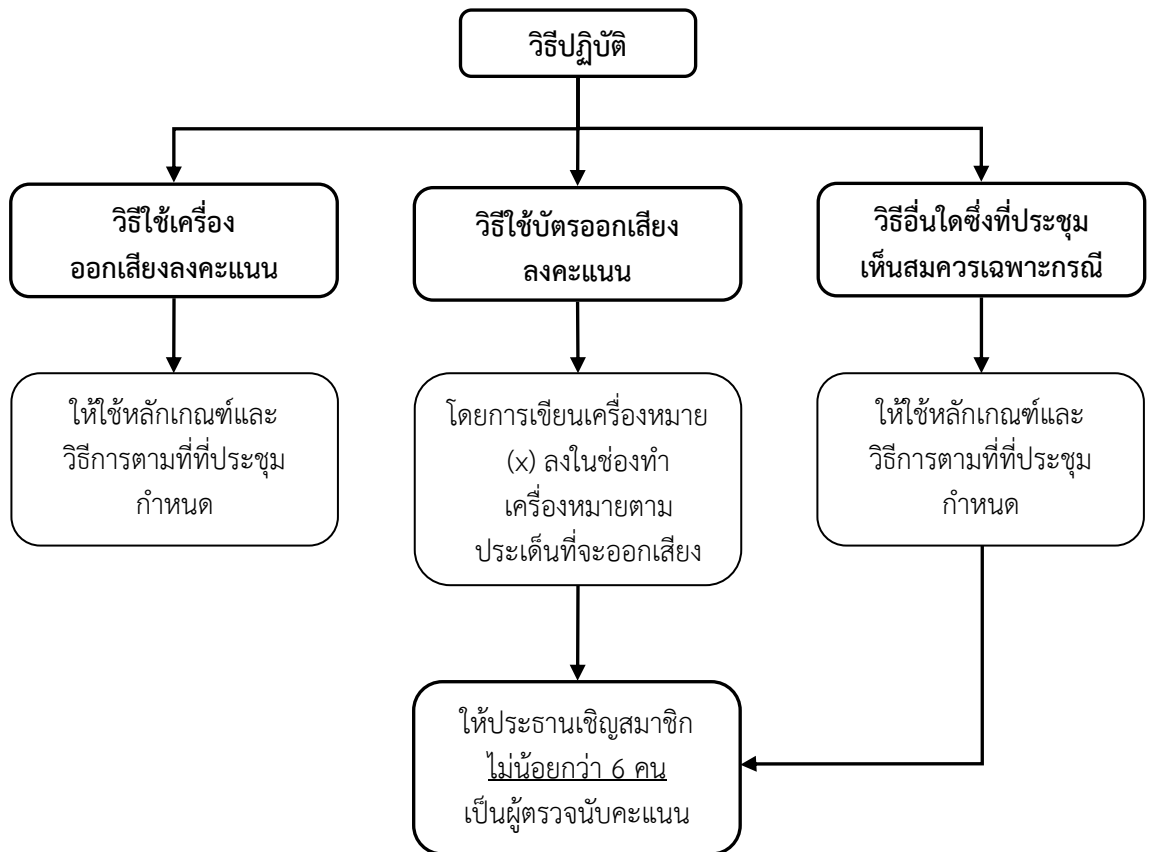 วิธีปฏิบัติ
วิธีใช้เครื่อง
ออกเสียงลงคะแนน
วิธีใช้บัตรออกเสียง
ลงคะแนน
วิธีอื่นใดซึ่งที่ประชุม
เห็นสมควรเฉพาะกรณี
ให้ใช้หลักเกณฑ์และ
วิธีการตามที่ที่ประชุม
กำหนด
โดยการเขียนเครื่องหมาย
(x) ลงในช่องทำ
เครื่องหมายตาม
ประเด็นที่จะออกเสียง
ให้ใช้หลักเกณฑ์และ
วิธีการตามที่ที่ประชุม
กำหนด
ให้ประธานเชิญสมาชิก
ไม่น้อยกว่า 6 คน
เป็นผู้ตรวจนับคะแนน